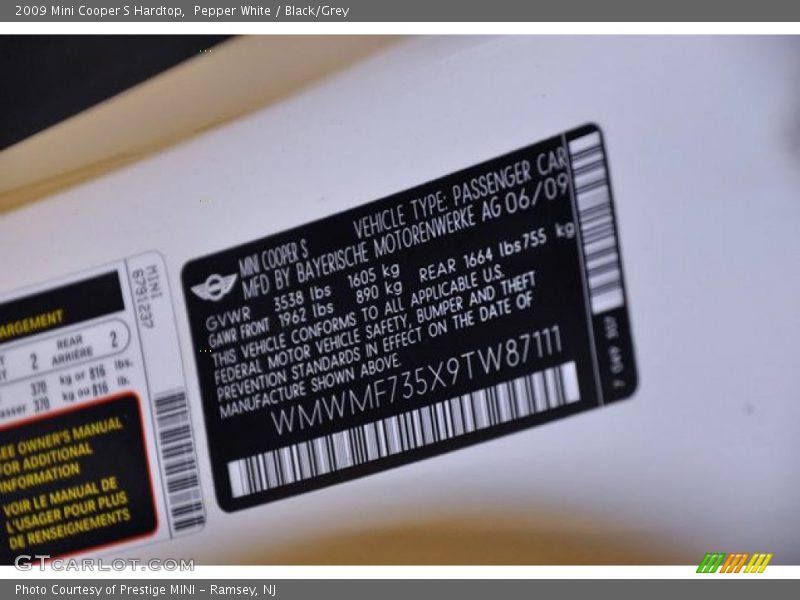 2009 Mini Cooper S Hardtop,  Pepper White / Black/Grey
MINI COOPER S
VEHICLE TYPE: PASSENGER CAR
MFD BY BAYERISCHE MOTORENWERKE AG 06/09
GVWR 3538 lbs 1605 kg
GAWR FRONT 1962 lbs 890 kg REAR 1664 lbs 755 kg
THIS VEHICLE CONFORMS TO ALL APPLICABLE U.S.
FEDERAL MOTOR VEHICLE SAFETY, BUMPER AND THEFT
PREVENTION STANDARDS IN EFFECT ON THE DATE OF
MANUFACTURE SHOWN ABOVE
WMWMF735X9TW87111
MINI
6791237
REAR
2 ARRIÈRE 2
370 kg or 816 lbs.
370 kg ou 816 lb.
OWNER'S MANUAL
FOR ADDITIONAL
INFORMATION
VOIR LE MANUAL DE
L'USAGER POUR PLUS
DE RENSEIGNEMENTS
GTCARLOT.COM
Photo Courtesy of Prestige MINI - Ramsey, NJ